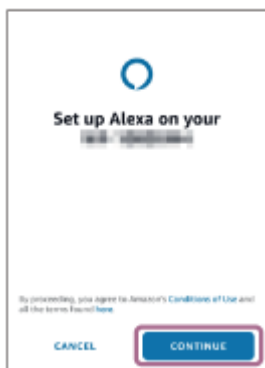 Set up Alexa on your
By proceeding, you agree to Amazon's Conditions of Use and
all the terms found here.
CANCEL
CONTINUE